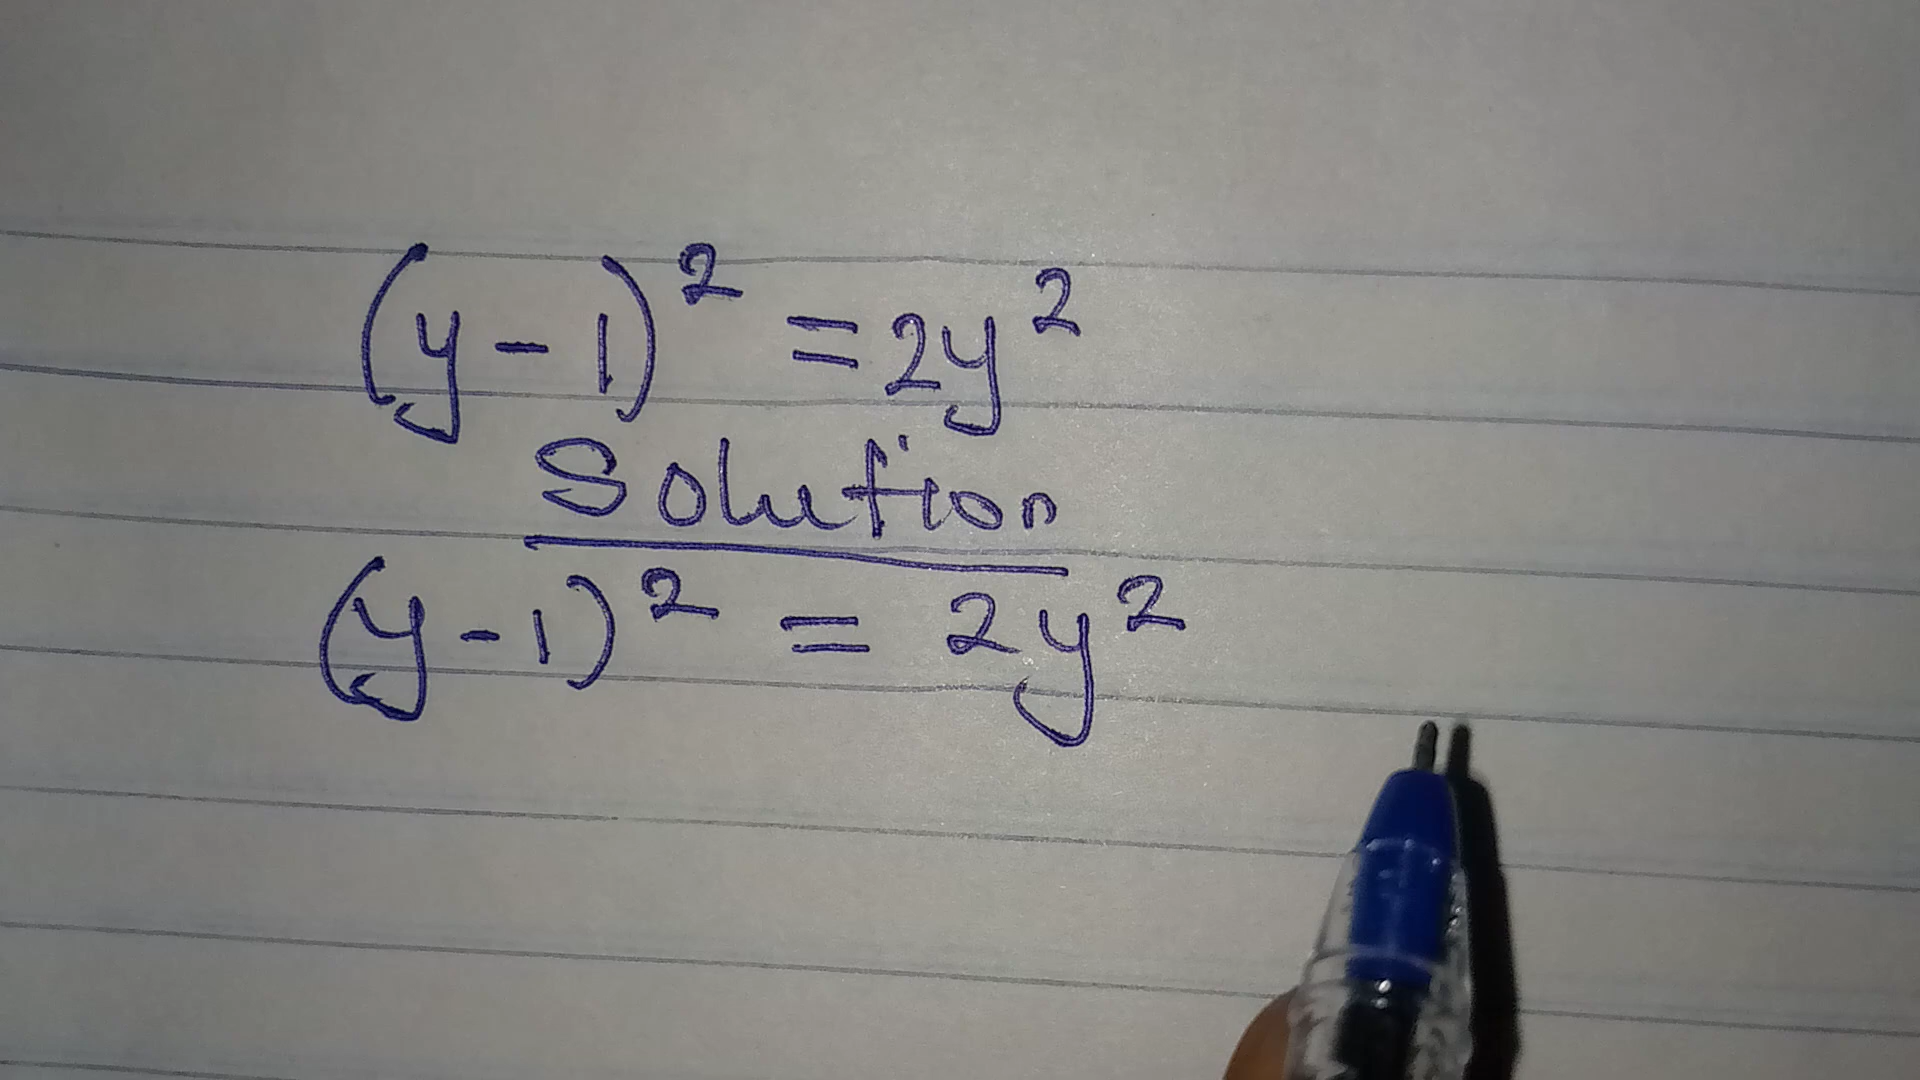 (y-1)² = 2y²
Solution
(y-1)² = 2y²